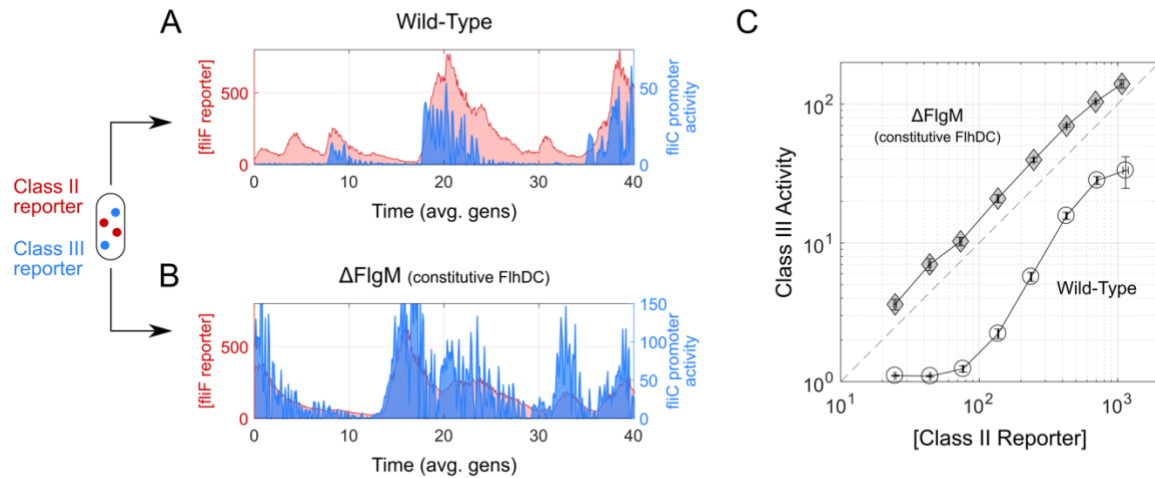 A
Wild-Type
[fliF reporter]
500
0
50
0
fliC promoter
activity
0 10 20 30 40
Time (avg. gens)
Class II
reporter
Class III
reporter
B
ΔFlgM (constitutive FlhDC)
[fliF reporter]
500
0
150
100
50
0
fliC promoter
activity
0 10 20 30 40
Time (avg. gens)
C
Class III Activity
10²
10¹
10⁰
ΔFlgM
(constitutive FlhDC)
Wild-Type
10¹ 10² 10³
[Class II Reporter]